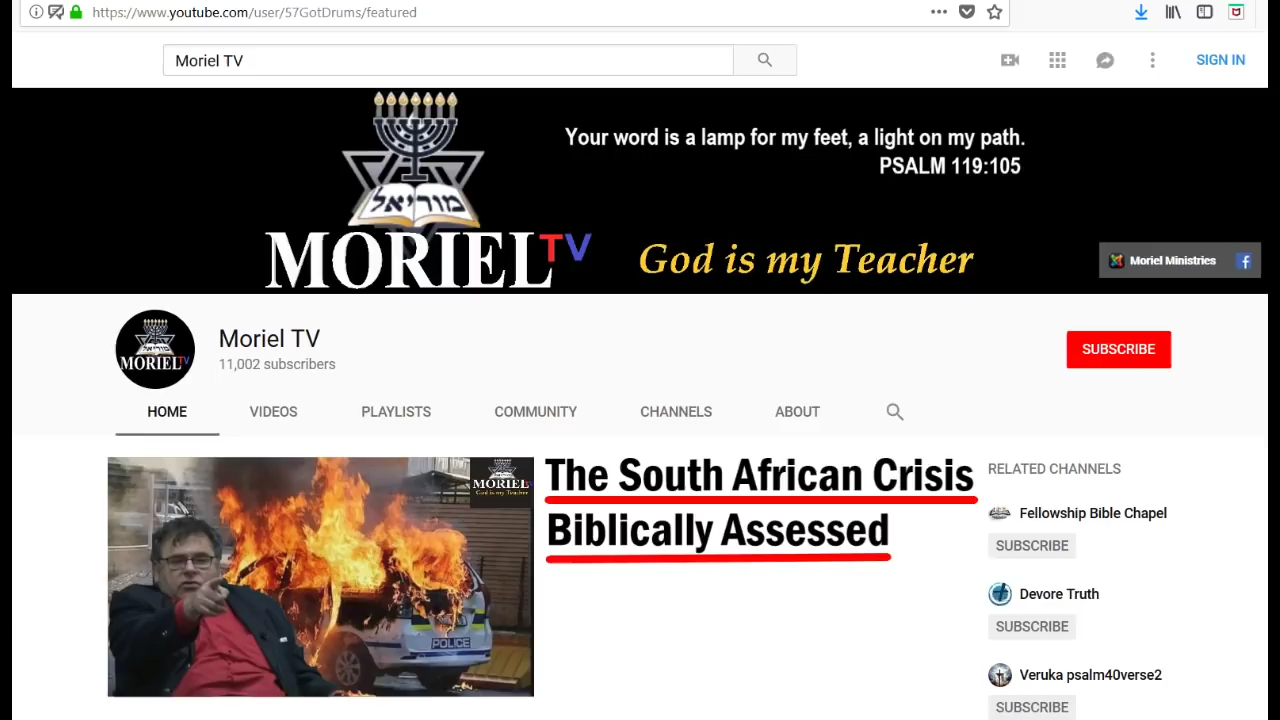 https://www.youtube.com/user/57GotDrums/featured
Moriel TV
SIGN IN
Your word is a lamp for my feet, a light on my path.
PSALM 119:105
מוריאל
MORIEL TV
God is my Teacher
Moriel Ministries
MORIEL TV
Moriel TV
11,002 subscribers
SUBSCRIBE
HOME VIDEOS PLAYLISTS COMMUNITY CHANNELS ABOUT
MORIEL
God is my Teacher
POLICE
The South African Crisis
Biblically Assessed
RELATED CHANNELS
Fellowship Bible Chapel
SUBSCRIBE
Devore Truth
SUBSCRIBE
Veruka psalm40verse2
SUBSCRIBE